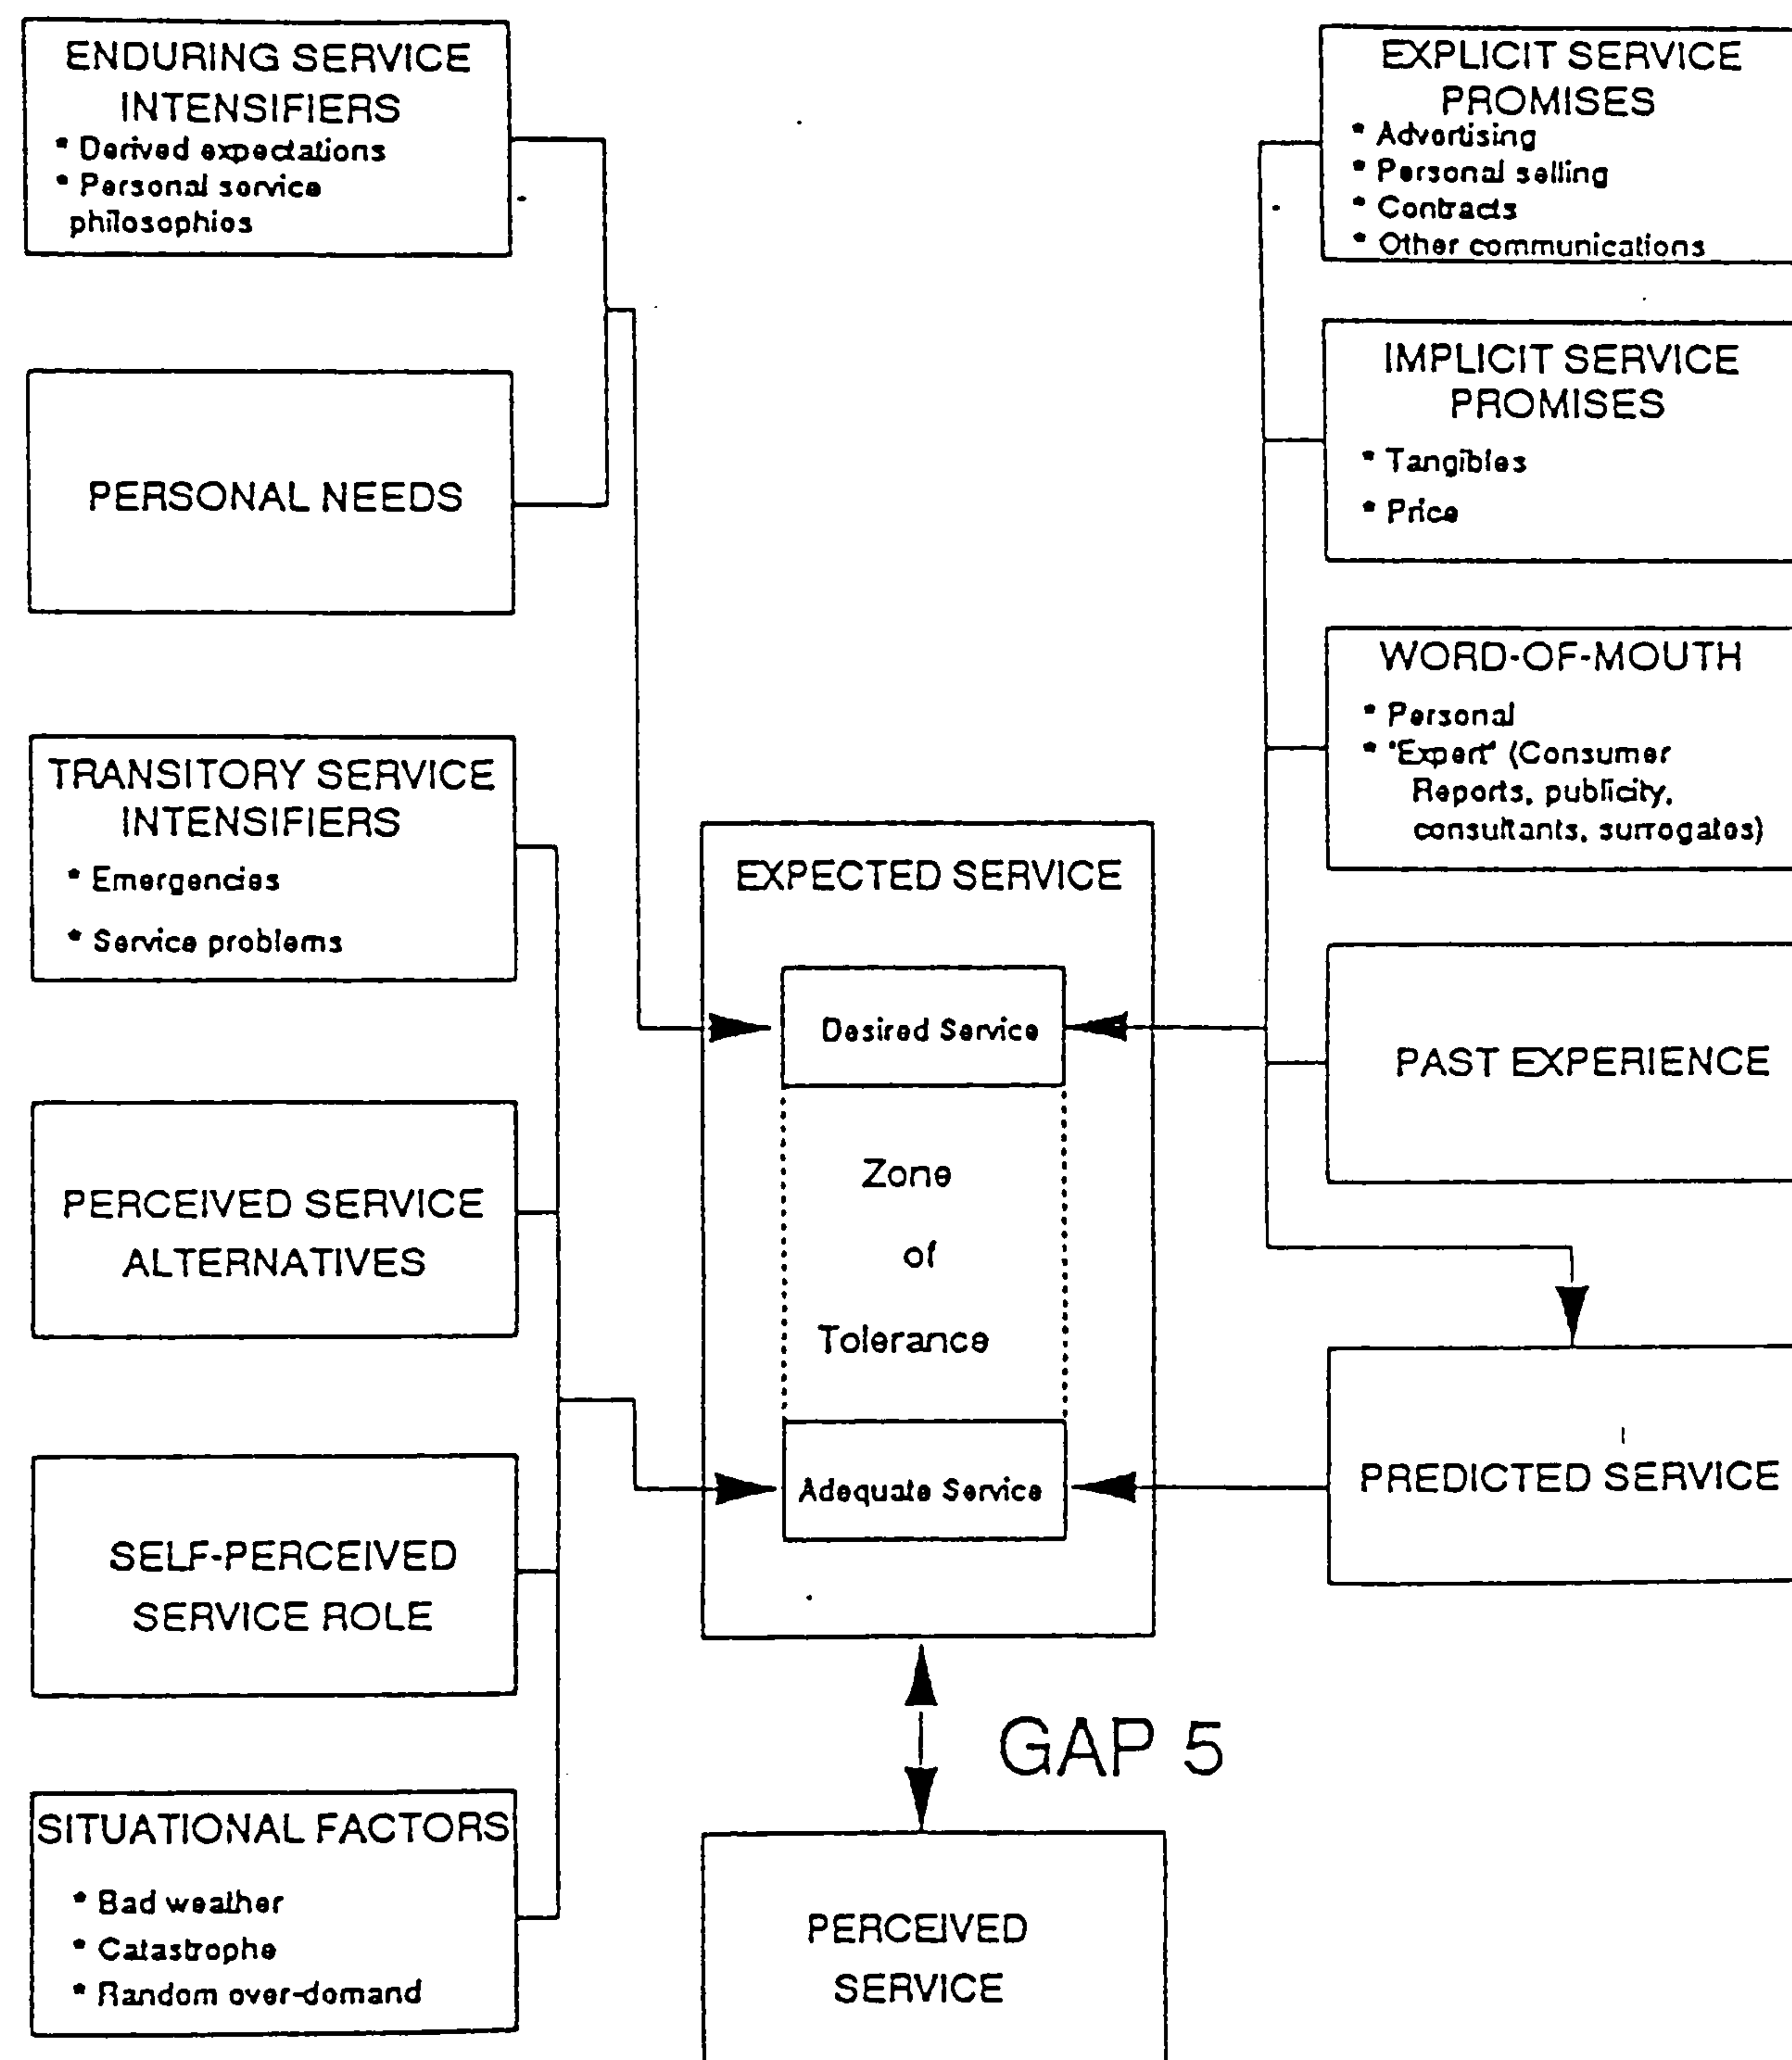 ENDURING SERVICE
INTENSIFIERS
* Derived expectations
* Personal service
philosophies
PERSONAL NEEDS
TRANSITORY SERVICE
INTENSIFIERS
* Emergencies
* Service problems
PERCEIVED SERVICE
ALTERNATIVES
SELF-PERCEIVED
SERVICE ROLE
SITUATIONAL FACTORS
* Bad weather
* Catastrophe
* Random over-demand
EXPECTED SERVICE
Desired Service
Zone
of
Tolerance
Adequate Service
GAP 5
PERCEIVED
SERVICE
EXPLICIT SERVICE
PROMISES
* Advertising
* Personal selling
* Contracts
* Other communications
IMPLICIT SERVICE
PROMISES
* Tangibles
* Price
WORD-OF-MOUTH
* Personal
* 'Expert' (Consumer
Reports, publicity,
consultants, surrogates)
PAST EXPERIENCE
PREDICTED SERVICE